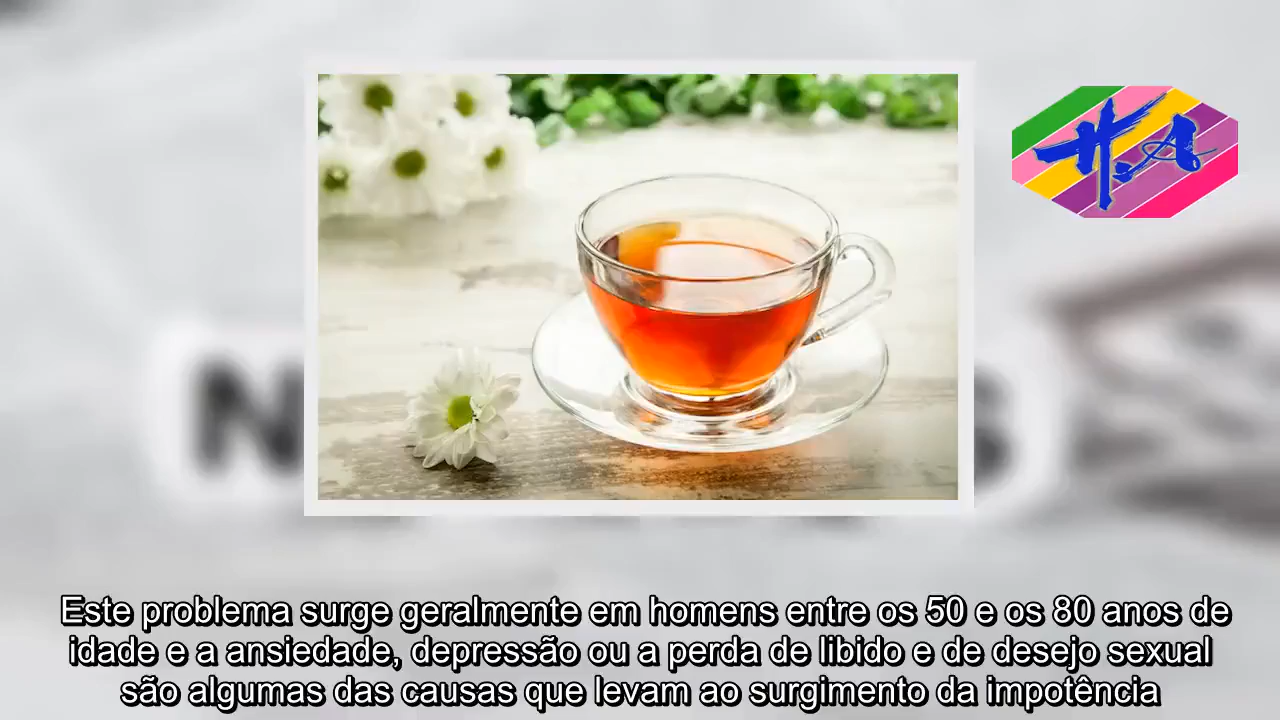 H.A
Este problema surge geralmente em homens entre os 50 e os 80 anos de
idade e a ansiedade, depressão ou a perda de libido e de desejo sexual
são algumas das causas que levam ao surgimento da impotência